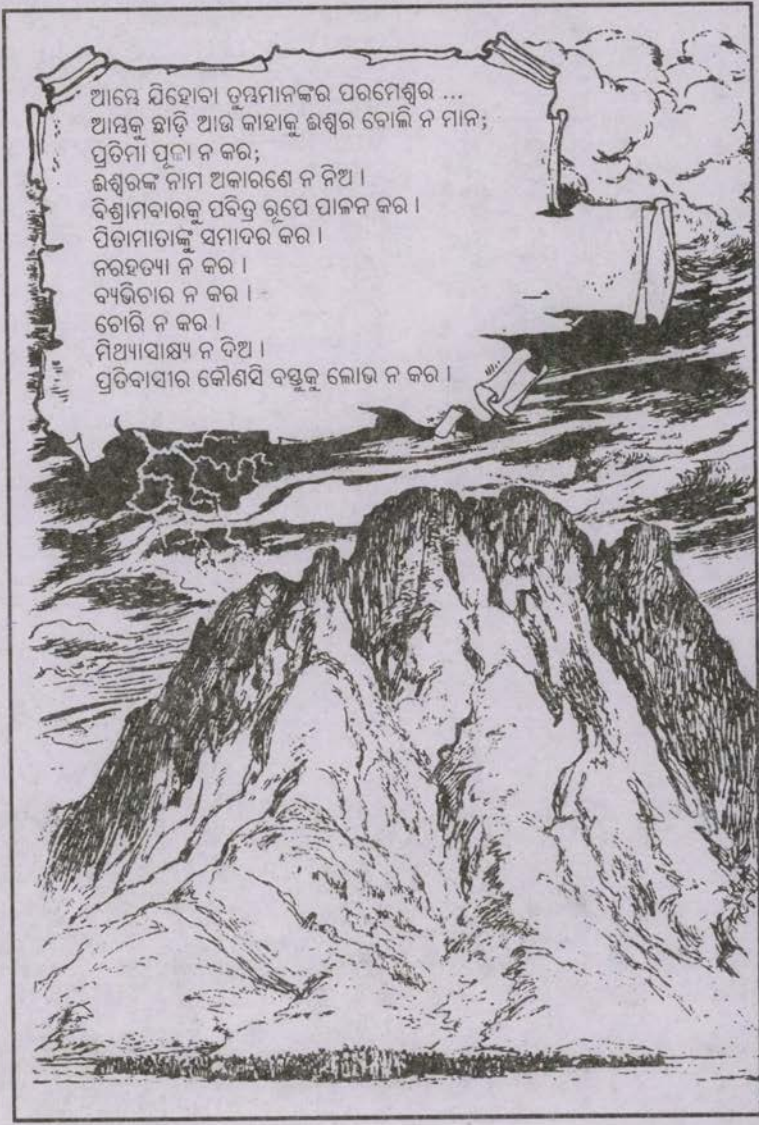 ଆମ୍ଭେ ଯିହୋବା ତୁମ୍ଭମାନଙ୍କର ପରମେଶ୍ୱର ...
ଆମ୍ଭକୁ ଛାଡ଼ି ଆଉ କାହାକୁ ଈଶ୍ୱର ବୋଲି ନ ମାନ;
ପ୍ରତିମା ପୂଜା ନ କର;
ଈଶ୍ୱରଙ୍କ ନାମ ଅକାରଣେ ନ ନିଅ ।
ବିଶ୍ରାମବାରକୁ ପବିତ୍ର ରୂପେ ପାଳନ କର ।
ପିତାମାତାଙ୍କୁ ସମାଦର କର ।
ନରହତ୍ୟା ନ କର ।
ବ୍ୟଭିଚାର ନ କର ।
ଚୋରି ନ କର ।
ମିଥ୍ୟାସାକ୍ଷ୍ୟ ନ ଦିଅ ।
ପ୍ରତିବାସୀର କୌଣସି ବସ୍ତୁକୁ ଲୋଭ ନ କର ।